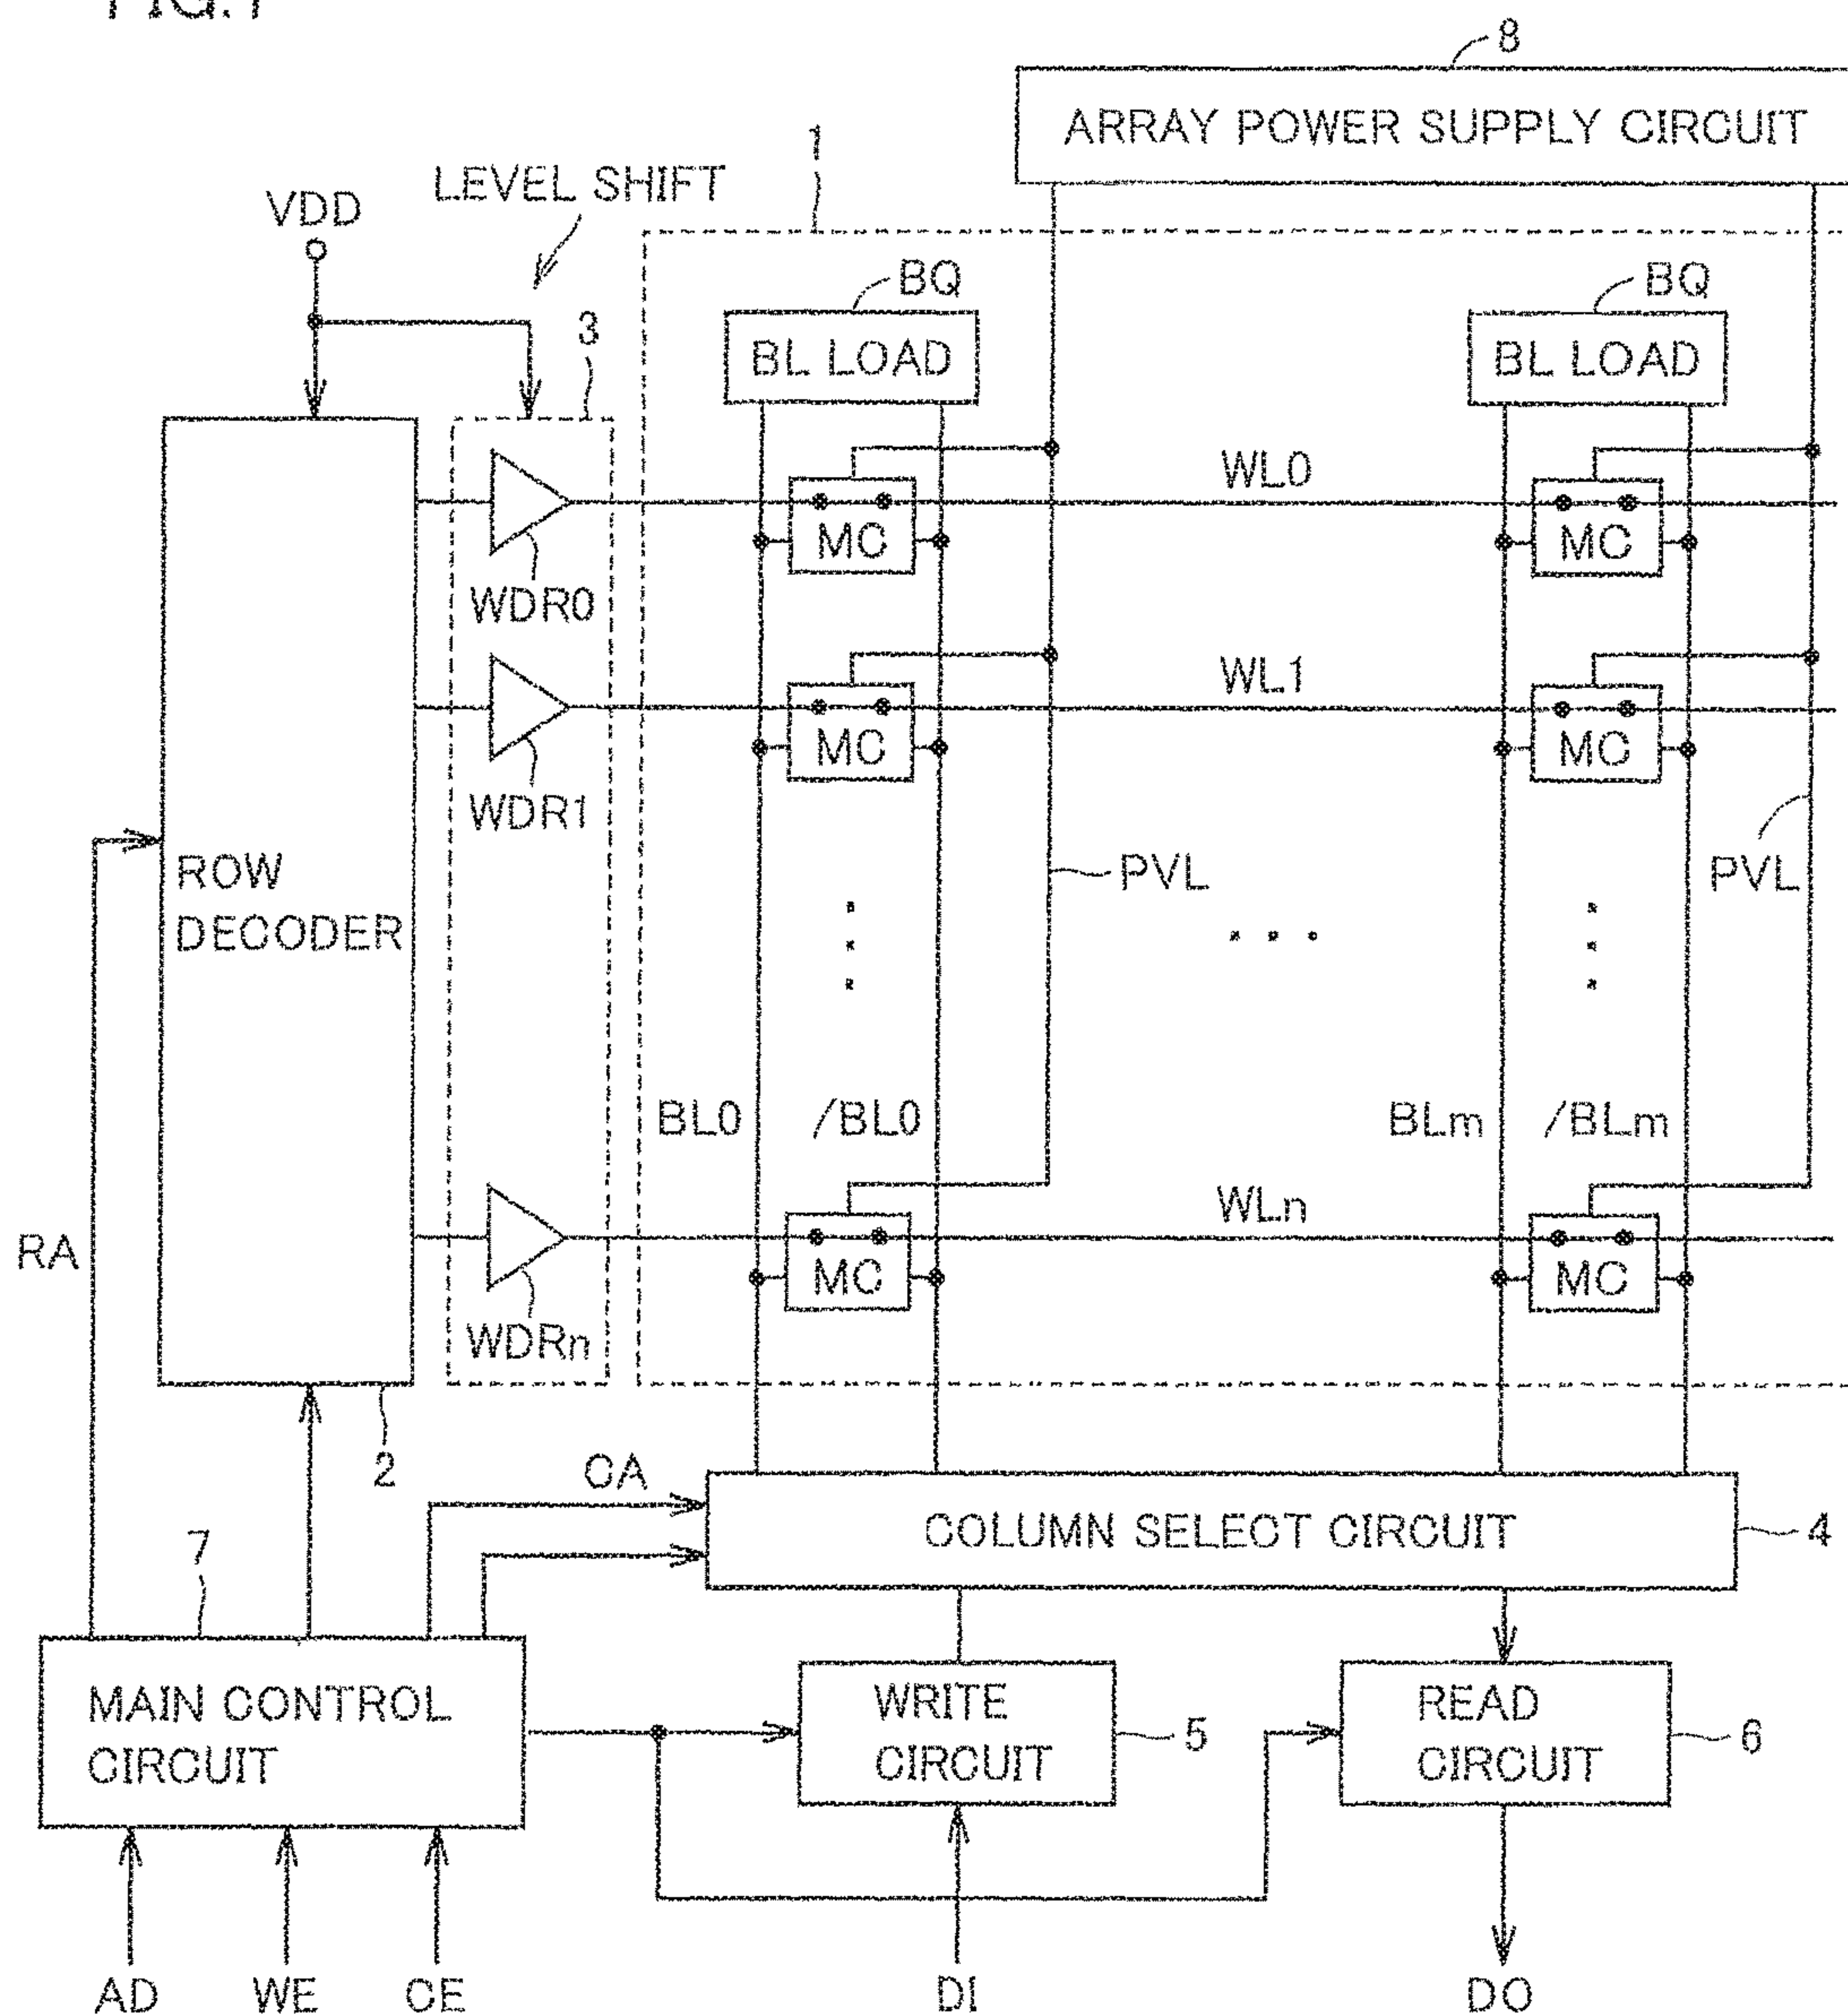 FIG.1
8
ARRAY POWER SUPPLY CIRCUIT
1
LEVEL SHIFT
VDD
3
BQ
BQ
BL LOAD
BL LOAD
WL0
MC
MC
WDR0
WL1
MC
MC
WDR1
ROW
DECODER
PVL
PVL
BL0
/BL0
BLm
/BLm
WLn
RA
MC
MC
WDRn
2
CA
COLUMN SELECT CIRCUIT
4
7
MAIN CONTROL
CIRCUIT
WRITE
CIRCUIT
5
READ
CIRCUIT
6
AD
WE
CE
DI
DO